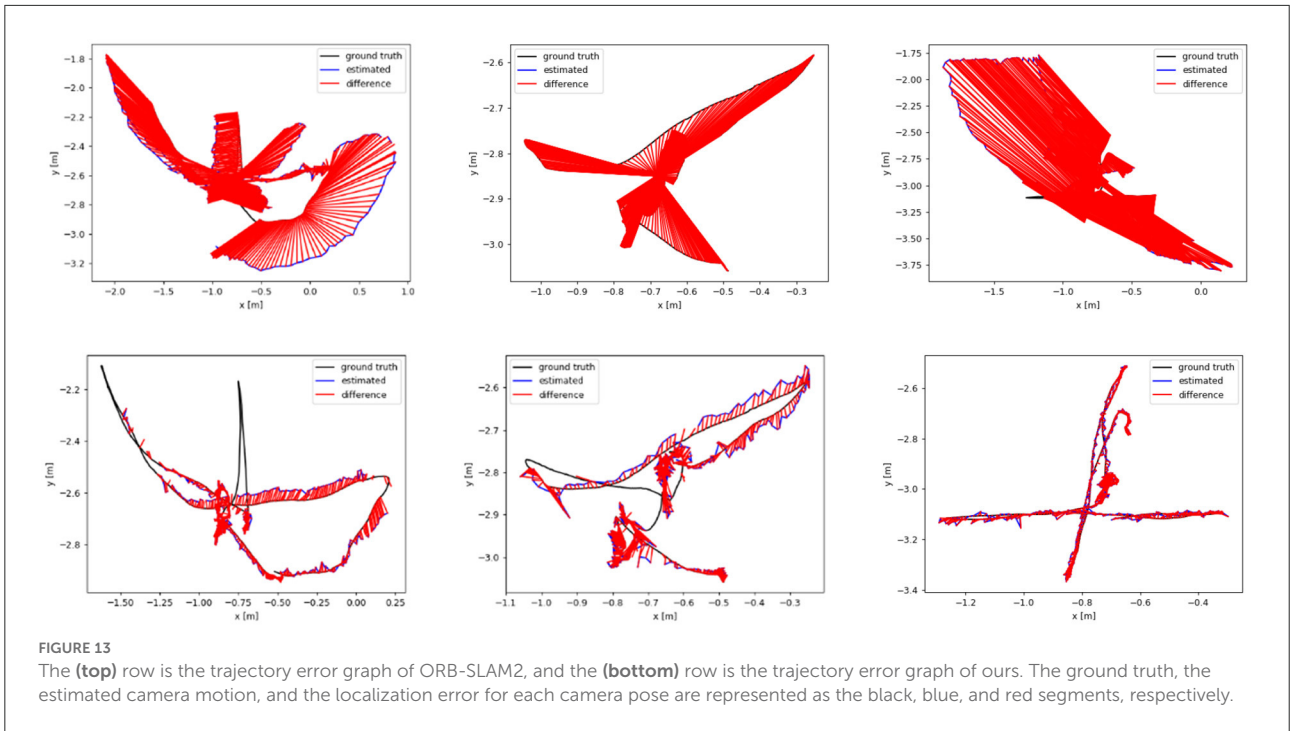 ground truth
estimated
difference
−1.8
−2.0
−2.2
−2.4
−2.6
−2.8
−3.0
−3.2
y [m]
−2.0 −1.5 −1.0 −0.5 0.0 0.5 1.0
x [m]
ground truth
estimated
difference
−2.6
−2.7
−2.8
−2.9
−3.0
y [m]
−1.0 −0.9 −0.8 −0.7 −0.6 −0.5 −0.4 −0.3
x [m]
ground truth
estimated
difference
−1.75
−2.00
−2.25
−2.50
−2.75
−3.00
−3.25
−3.50
−3.75
y [m]
−1.5 −1.0 −0.5 0.0
x [m]
ground truth
estimated
difference
−2.2
−2.4
−2.6
−2.8
y [m]
−1.50 −1.25 −1.00 −0.75 −0.50 −0.25 0.00 0.25
x [m]
ground truth
estimated
difference
−2.6
−2.7
−2.8
−2.9
−3.0
y [m]
−1.1 −1.0 −0.9 −0.8 −0.7 −0.6 −0.5 −0.4 −0.3
x [m]
ground truth
estimated
difference
−2.6
−2.8
−3.0
−3.2
−3.4
y [m]
−1.2 −1.0 −0.8 −0.6 −0.4
x [m]
FIGURE 13
The (top) row is the trajectory error graph of ORB-SLAM2, and the (bottom) row is the trajectory error graph of ours. The ground truth, the
estimated camera motion, and the localization error for each camera pose are represented as the black, blue, and red segments, respectively.